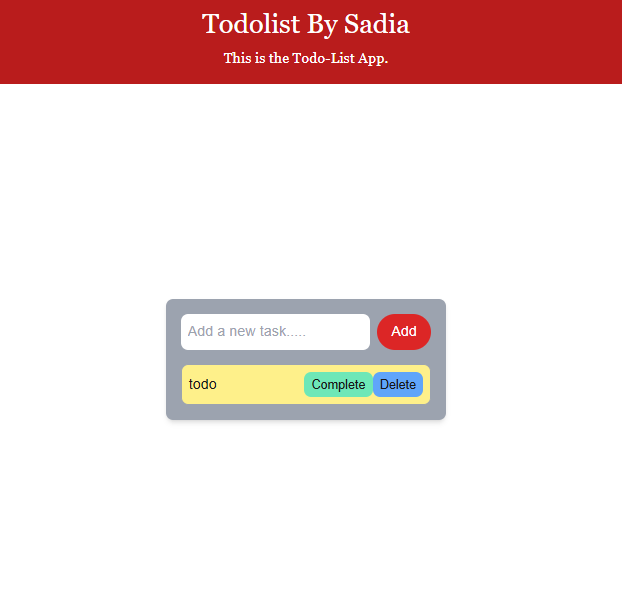 Todolist By Sadia
This is the Todo-List App.
Add a new task..... Add
todo Complete Delete